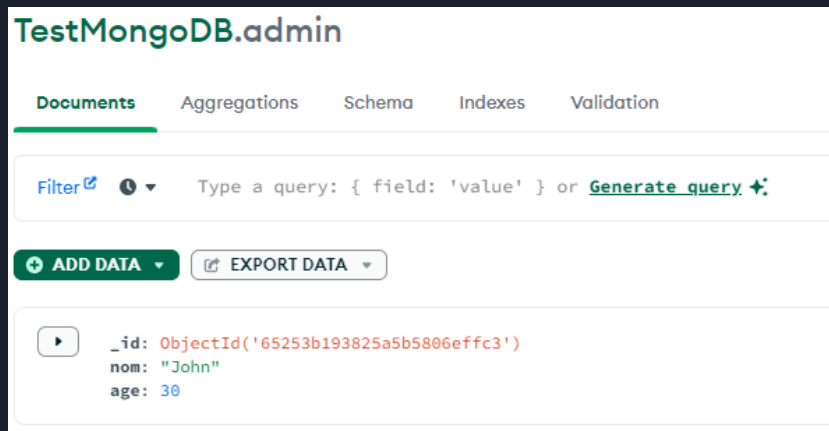 TestMongoDB.admin
Documents Aggregations Schema Indexes Validation
Filter Type a query: { field: 'value' } or Generate query
ADD DATA EXPORT DATA
_id: ObjectId('65253b193825a5b5806effc3')
nom: "John"
age: 30